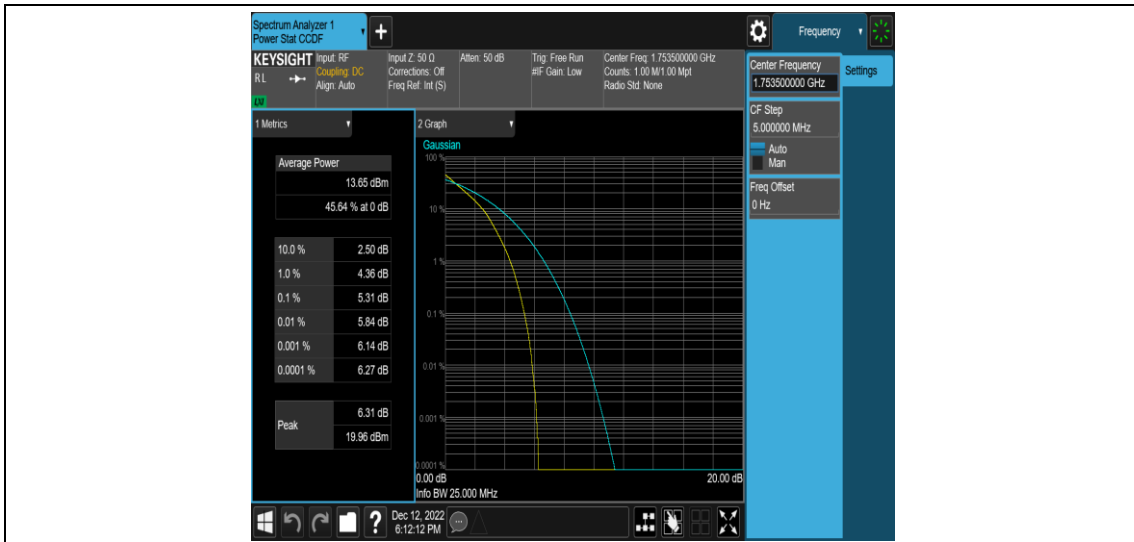 Spectrum Analyzer 1
Power Stat CCDF
+
Frequency
KEYSIGHT
RL
LXI
Input: RF
Coupling: DC
Align: Auto
Input Z: 50 Ω
Corrections: Off
Freq Ref: Int (S)
Atten: 50 dB
Trig: Free Run
#IF Gain: Low
Center Freq: 1.753500000 GHz
Counts: 1.00 M/1.00 Mpt
Radio Std: None
Center Frequency
1.753500000 GHz
Settings
CF Step
5.000000 MHz
Auto
Man
Freq Offset
0 Hz
1 Metrics
Average Power
13.65 dBm
45.64 % at 0 dB
10.0 % 2.50 dB
1.0 % 4.36 dB
0.1 % 5.31 dB
0.01 % 5.84 dB
0.001 % 6.14 dB
0.0001 % 6.27 dB
Peak
6.31 dB
19.96 dBm
2 Graph
Gaussian
100 %
10 %
1 %
0.1 %
0.01 %
0.001 %
0.0001 %
0.00 dB 20.00 dB
Info BW 25.000 MHz
?
Dec 12, 2022
6:12:12 PM